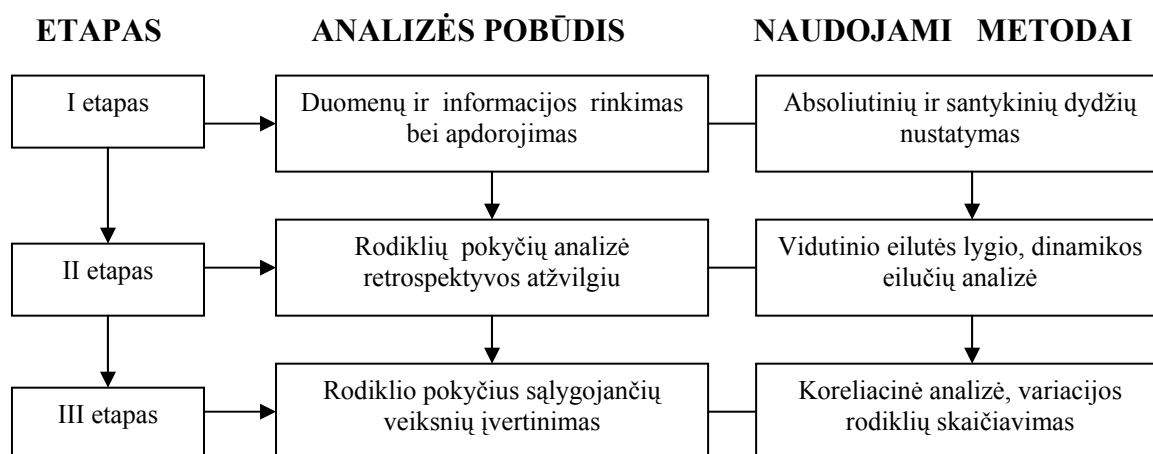 ETAPAS ANALIZĖS POBŪDIS NAUDOJAMI METODAI
I etapas
Duomenų ir informacijos rinkimas
bei apdorojimas
Absoliutinių ir santykinių dydžių
nustatymas
II etapas
Rodiklių pokyčių analizė
retrospektyvos atžvilgiu
Vidutinio eilutės lygio, dinamikos
eilučių analizė
III etapas
Rodiklio pokyčius sąlygojančių
veiksnių įvertinimas
Koreliacinė analizė, variacijos
rodiklių skaičiavimas